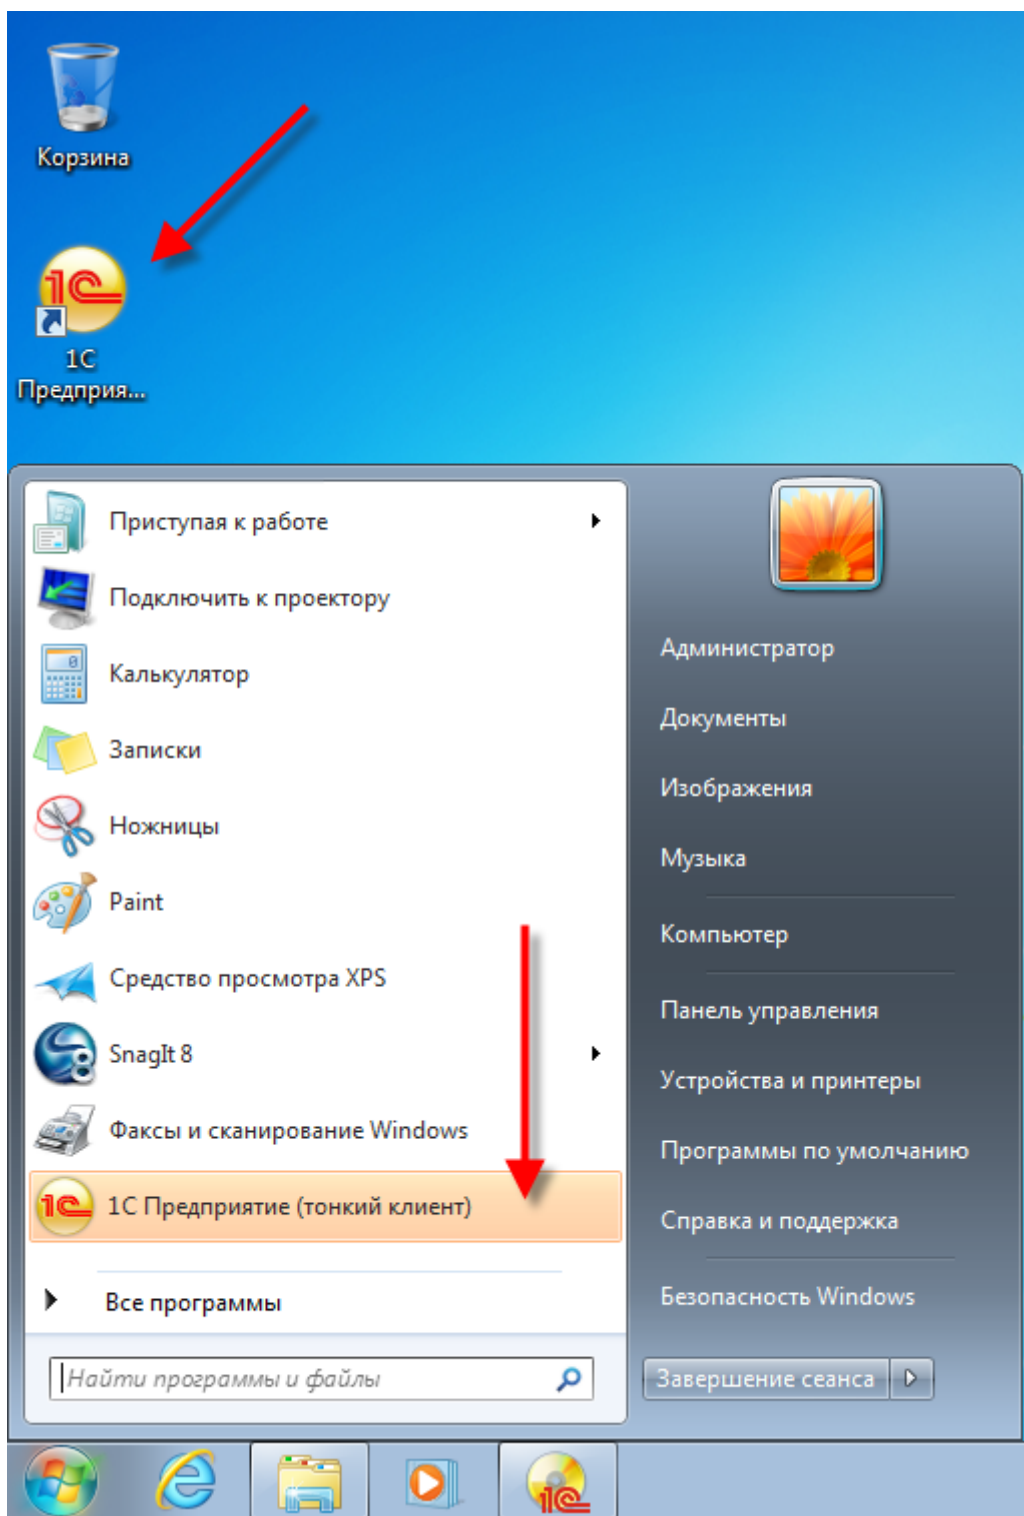 Корзина
1С
Предприя...
Приступая к работе
Подключить к проектору
Калькулятор
Записки
Ножницы
Paint
Средство просмотра XPS
SnagIt 8
Факсы и сканирование Windows
1С Предприятие (тонкий клиент)
Все программы
Найти программы и файлы
Администратор
Документы
Изображения
Музыка
Компьютер
Панель управления
Устройства и принтеры
Программы по умолчанию
Справка и поддержка
Безопасность Windows
Завершение сеанса